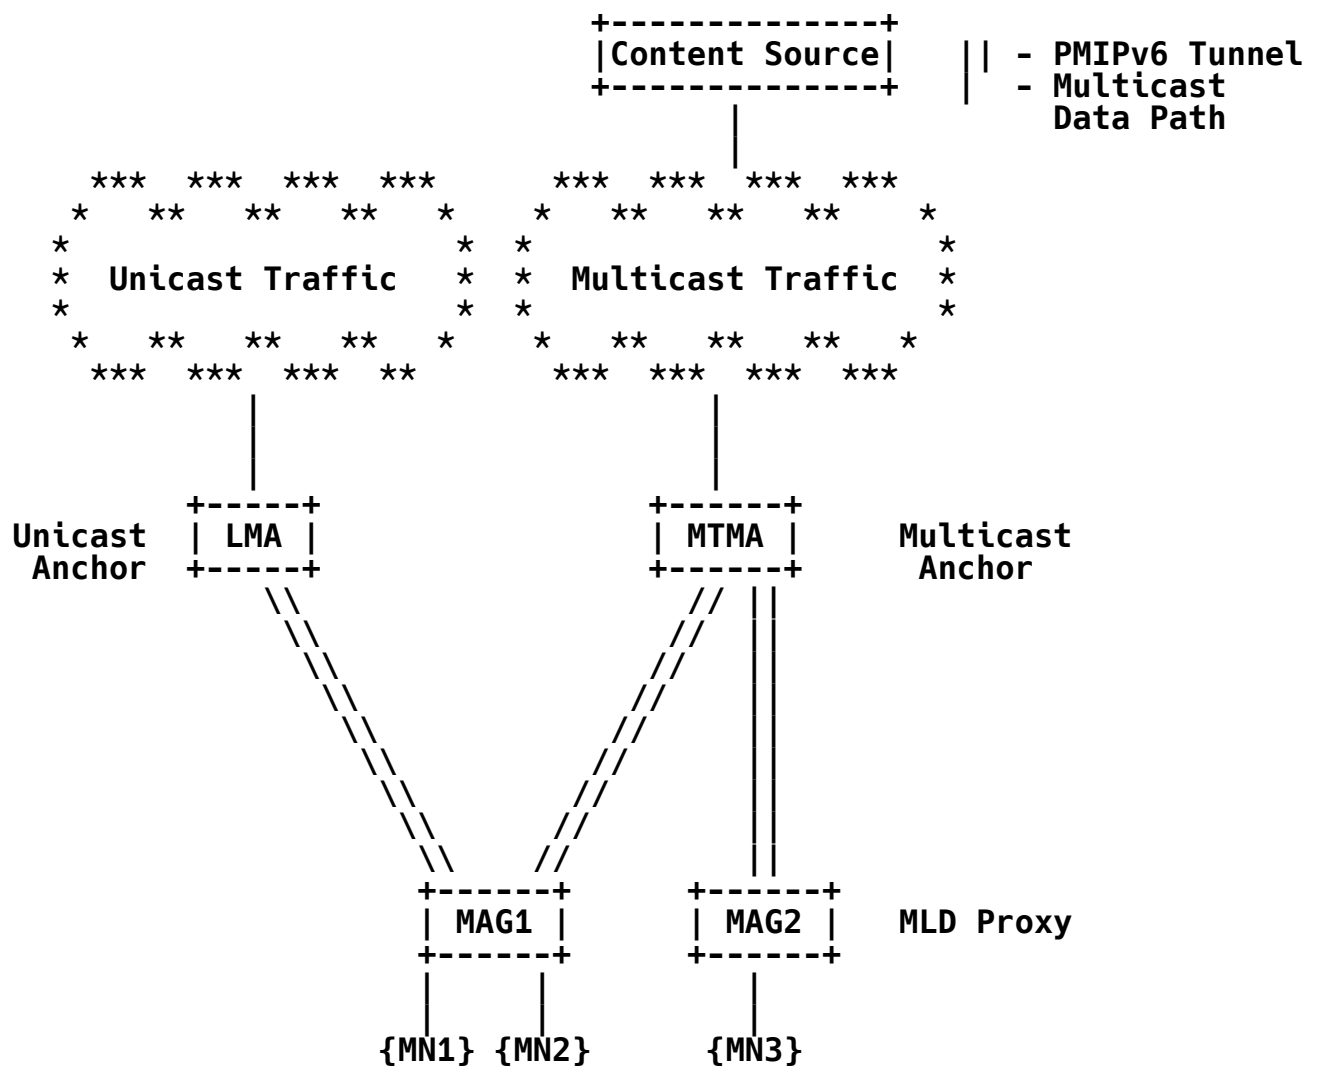 Content Source    || - PMIPv6 Tunnel
| - Multicast
Data Path
Unicast Traffic    Multicast Traffic
Unicast    LMA    MTMA    Multicast
Anchor    Anchor
MAG1    MAG2    MLD Proxy
{MN1} {MN2}    {MN3}